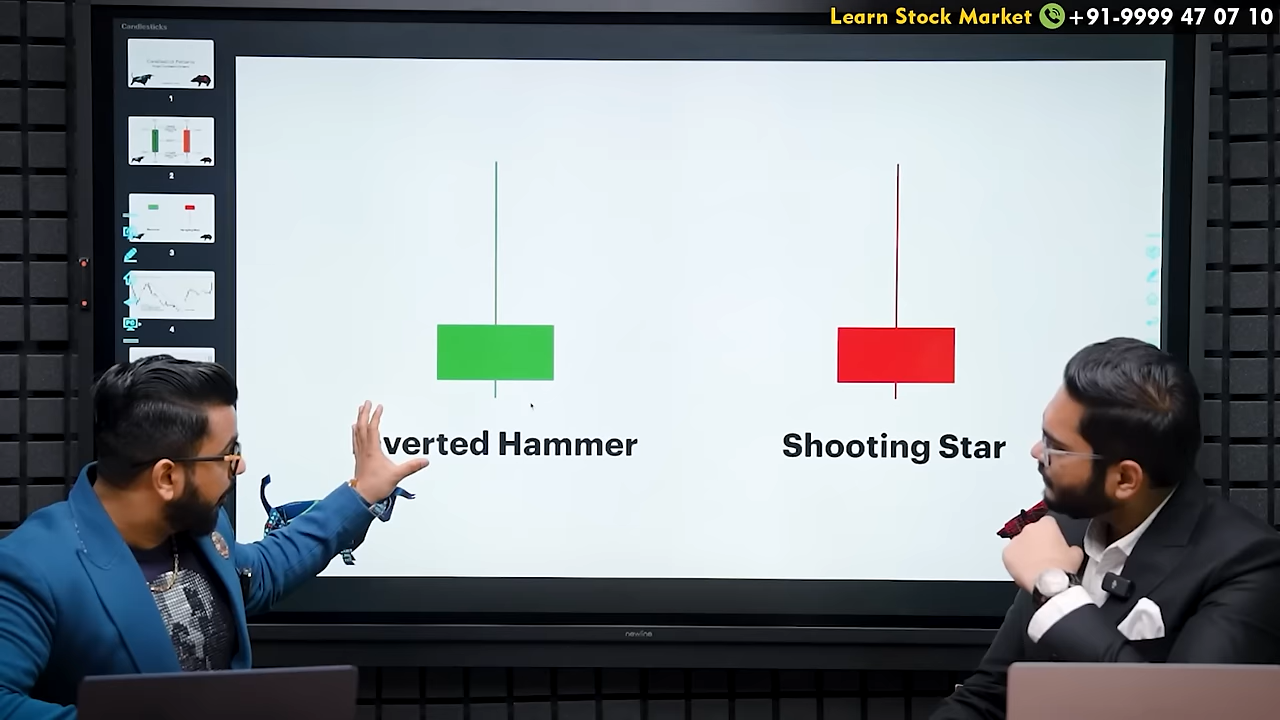 Learn Stock Market +91-9999 47 07 10
Candlesticks
1
2
3
4
verted Hammer
Shooting Star
newline